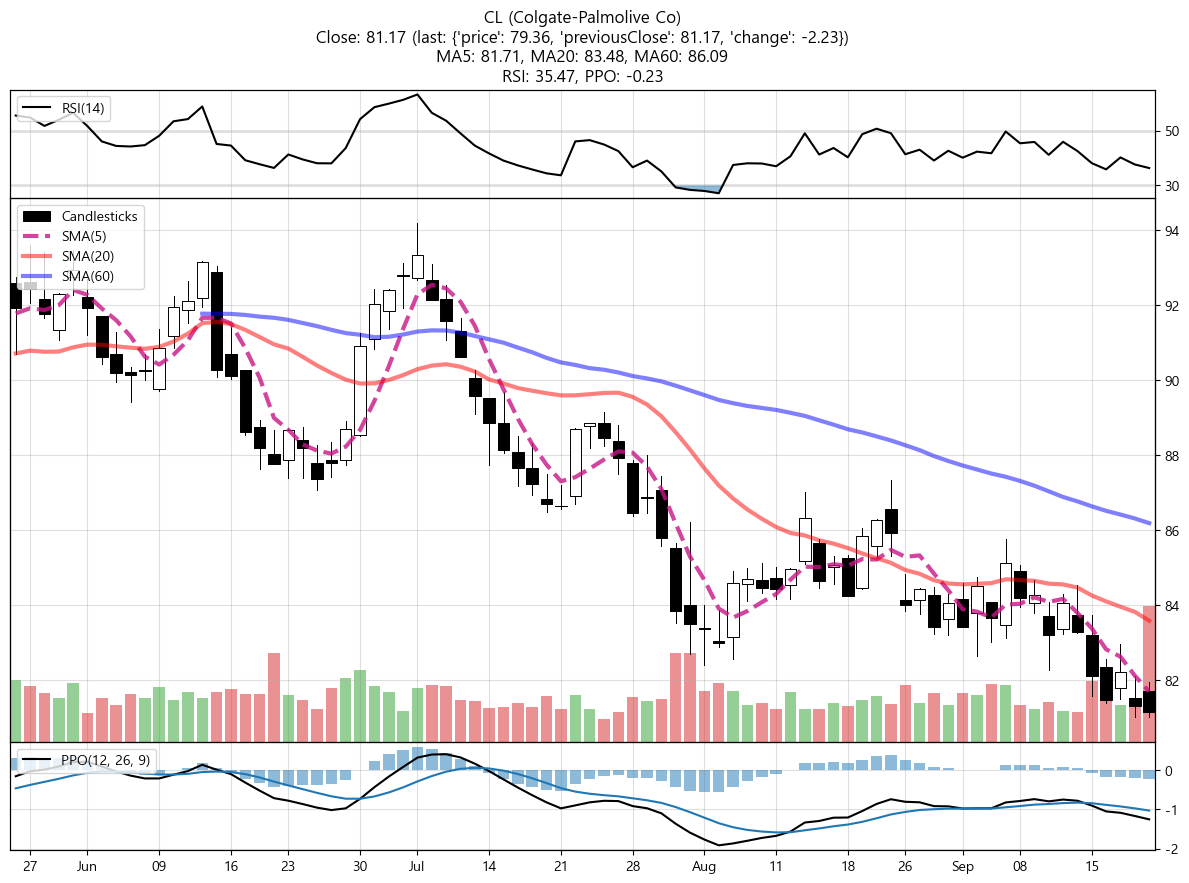 CL (Colgate-Palmolive Co)
Close: 81.17 (last: {'price': 79.36, 'previousClose': 81.17, 'change': -2.23})
MA5: 81.71, MA20: 83.48, MA60: 86.09
RSI: 35.47, PPO: -0.23
RSI(14)
50
30
Candlesticks
SMA(5)
SMA(20)
SMA(60)
94
92
90
88
86
84
82
PPO(12, 26, 9)
0
-1
-2
27 Jun 09 16 23 30 Jul 14 21 28 Aug 11 18 26 Sep 08 15